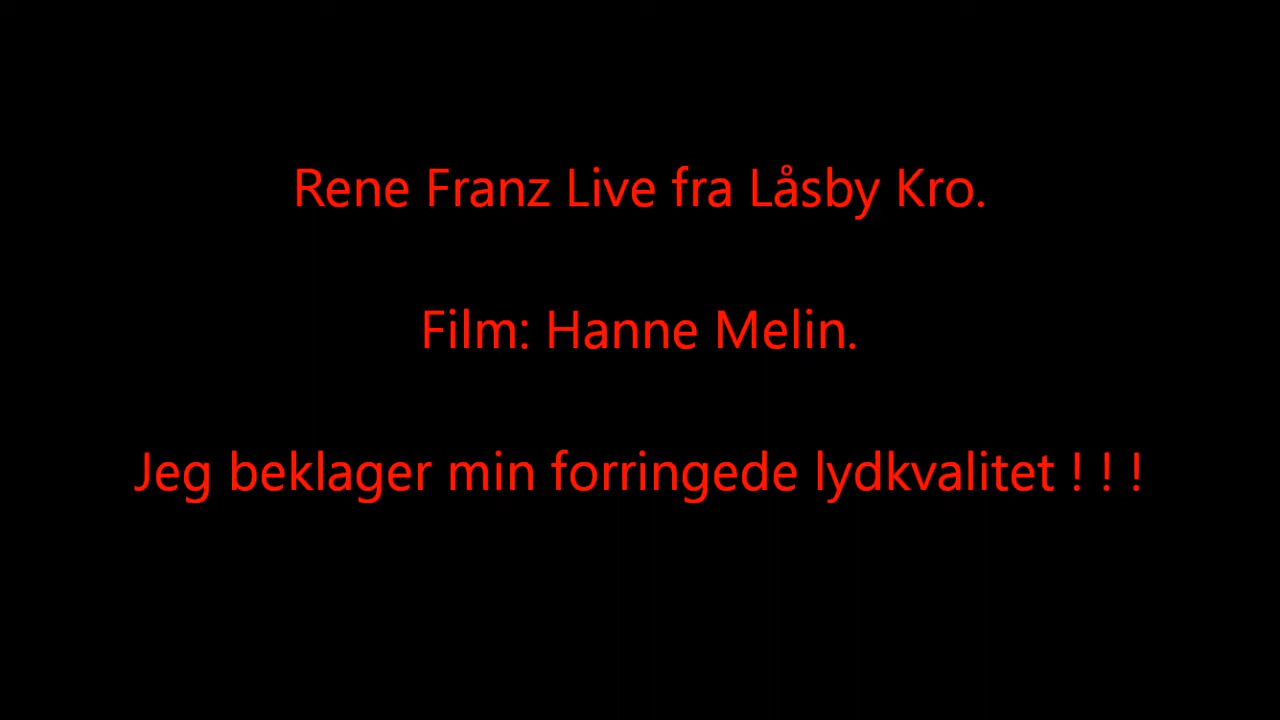 Rene Franz Live fra Låsby Kro.
Film: Hanne Melin.
Jeg beklager min forringede lydkvalitet ! ! !